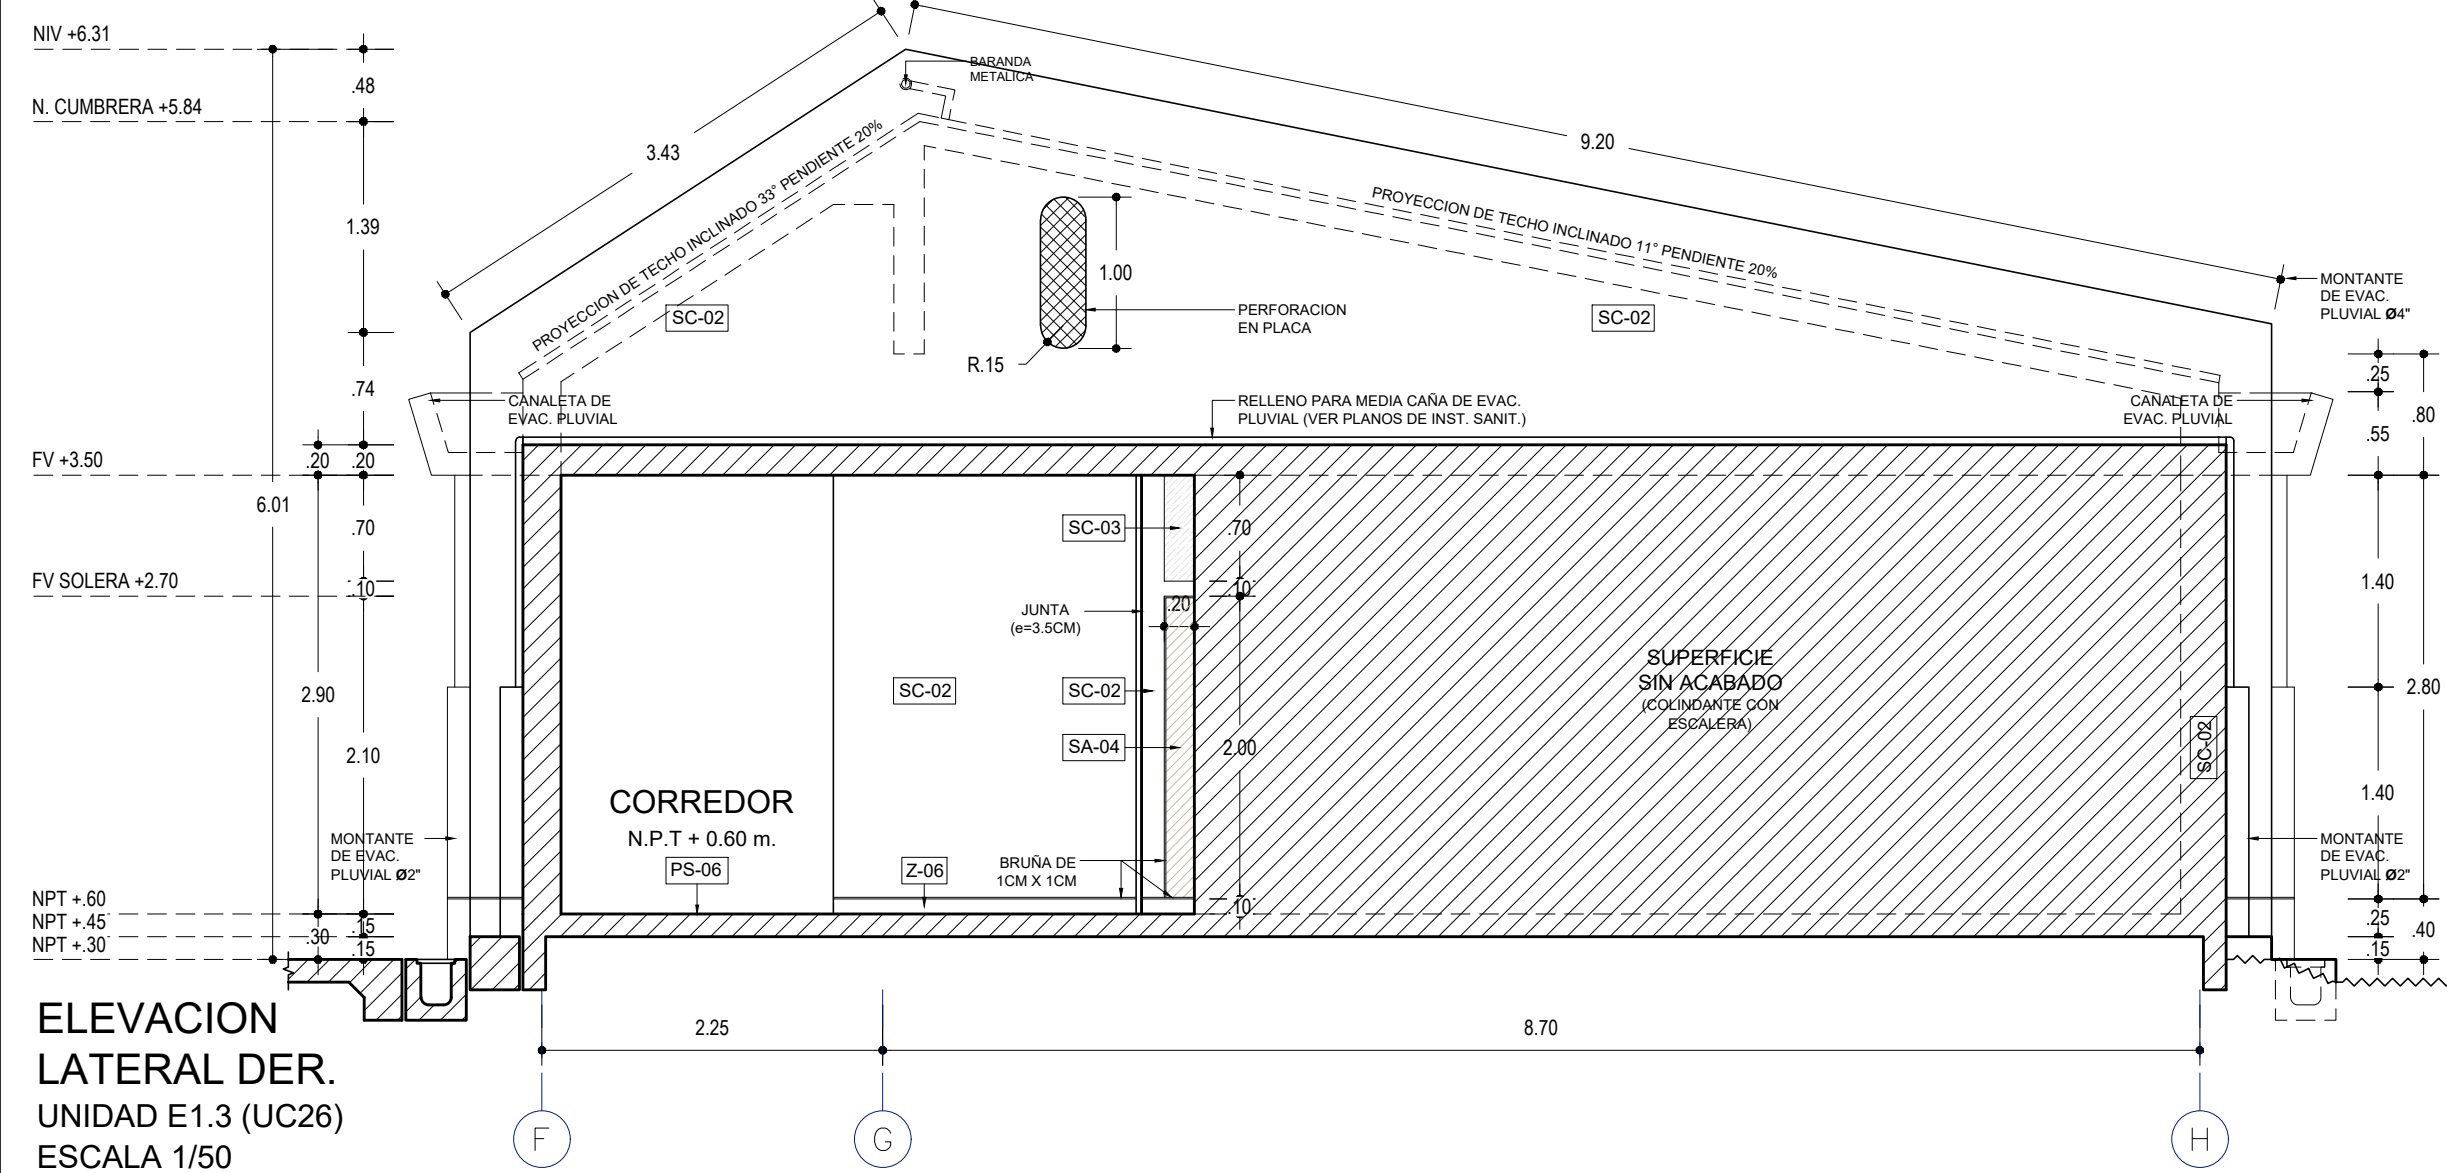 NIV +6.31
.48
N. CUMBRERA +5.84
1.39
3.43
9.20
BARANDA
METALICA
PROYECCION DE TECHO INCLINADO 33° PENDIENTE 20%
PROYECCION DE TECHO INCLINADO 11° PENDIENTE 20%
1.00
SC-02
SC-02
PERFORACION
EN PLACA
R.15
MONTANTE
DE EVAC.
PLUVIAL Ø4"
.74
CANALETA DE
EVAC. PLUVIAL
RELLENO PARA MEDIA CAÑA DE EVAC.
PLUVIAL (VER PLANOS DE INST. SANIT.)
CAÑALETA DE
EVAC. PLUVIAL
.25
.55
.80
FV +3.50
.20
.20
6.01
.70
SC-03
.70
FV SOLERA +2.70
.10
.10
.20
JUNTA
(e=3.5CM)
1.40
2.90
SC-02
SC-02
SUPERFICIE
SIN ACABADO
(COLINDANTE CON
ESCALERA)
2.80
2.10
SA-04
2.00
SC-02
1.40
CORREDOR
N.P.T + 0.60 m.
PS-06
Z-06
BRUÑA DE
1CM X 1CM
MONTANTE
DE EVAC.
PLUVIAL Ø2"
MONTANTE
DE EVAC.
PLUVIAL Ø2"
NPT +.60
NPT +.45
NPT +.30
.30
.15
.15
.10
.25
.15
.40
ELEVACION
LATERAL DER.
UNIDAD E1.3 (UC26)
ESCALA 1/50
2.25
8.70
F
G
H